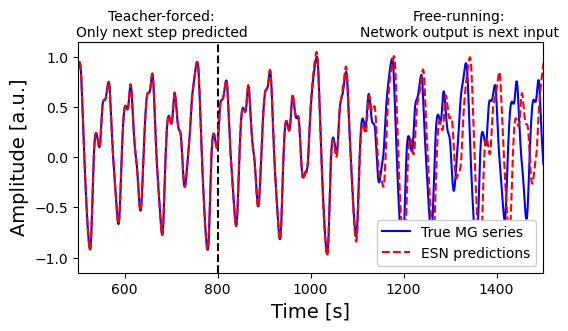 Teacher-forced:
Only next step predicted
Free-running:
Network output is next input
1.0
0.5
0.0
−0.5
−1.0
Amplitude [a.u.]
True MG series
ESN predictions
600
800
1000
1200
1400
Time [s]